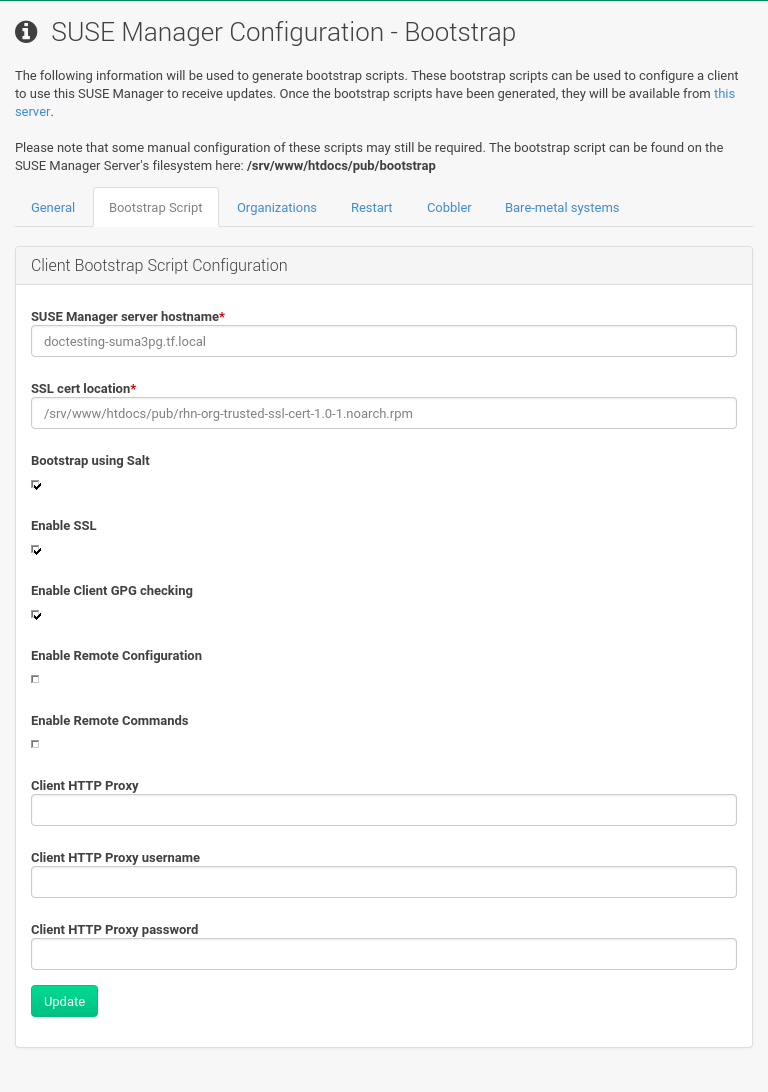 SUSE Manager Configuration - Bootstrap
The following information will be used to generate bootstrap scripts. These bootstrap scripts can be used to configure a client
to use this SUSE Manager to receive updates. Once the bootstrap scripts have been generated, they will be available from this
server.
Please note that some manual configuration of these scripts may still be required. The bootstrap script can be found on the
SUSE Manager Server's filesystem here: /srv/www/htdocs/pub/bootstrap
General Bootstrap Script Organizations Restart Cobbler Bare-metal systems
Client Bootstrap Script Configuration
SUSE Manager server hostname*
doctesting-suma3pg.tf.local
SSL cert location*
/srv/www/htdocs/pub/rhn-org-trusted-ssl-cert-1.0-1.noarch.rpm
Bootstrap using Salt
Enable SSL
Enable Client GPG checking
Enable Remote Configuration
Enable Remote Commands
Client HTTP Proxy
Client HTTP Proxy username
Client HTTP Proxy password
Update